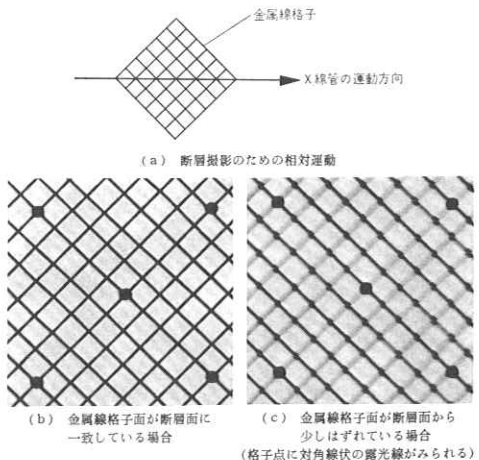 金属線格子
X線管の運動方向
(a) 断層撮影のための相対運動
(b) 金属線格子面が断層面に
一致している場合
(c) 金属線格子面が断層面から
少しはずれている場合
(格子点に対角線状の露光線がみられる)